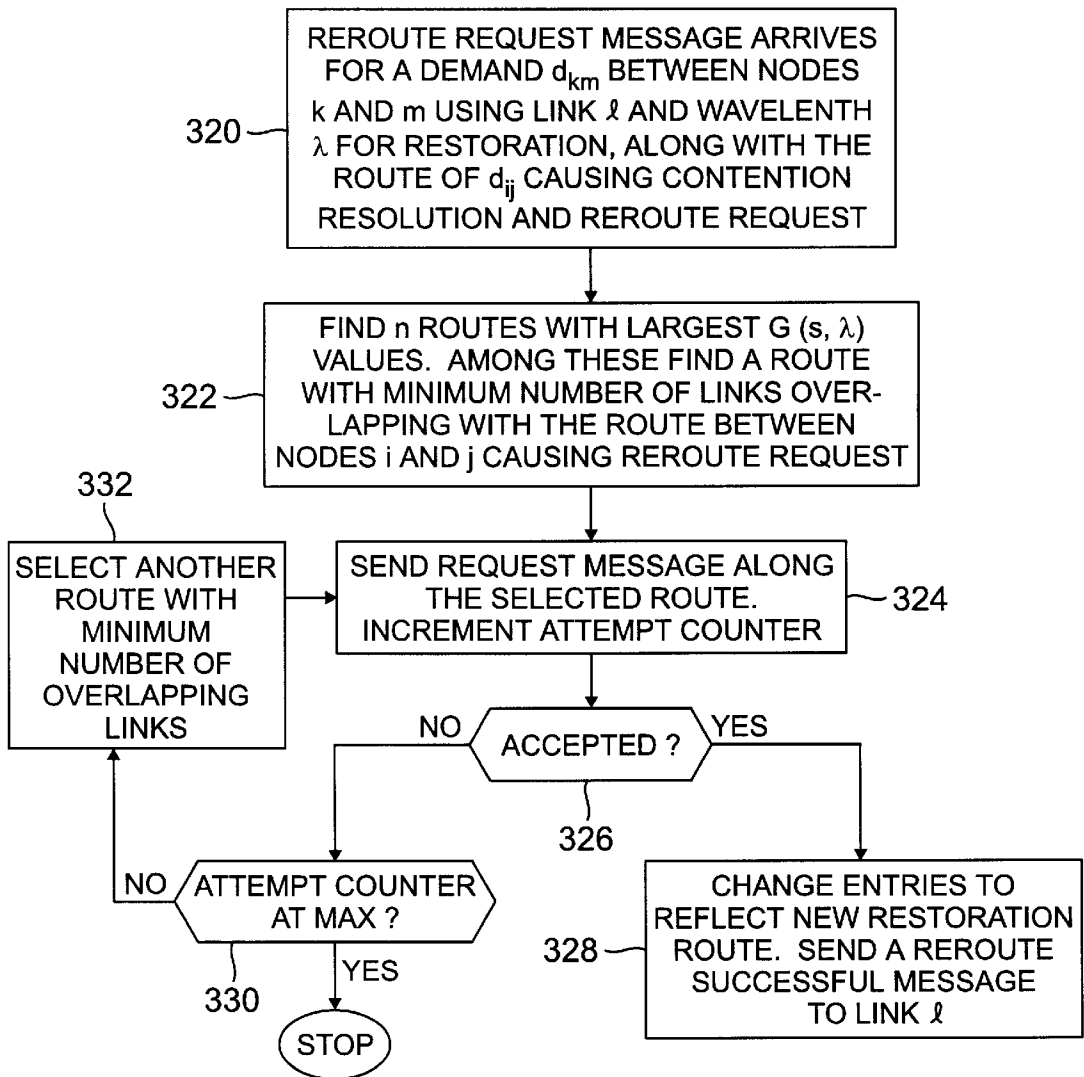 REROUTE REQUEST MESSAGE ARRIVES
FOR A DEMAND dkm BETWEEN NODES
k AND m USING LINK ℓ AND WAVELENTH
λ FOR RESTORATION, ALONG WITH THE
ROUTE OF dij CAUSING CONTENTION
RESOLUTION AND REROUTE REQUEST
320
FIND n ROUTES WITH LARGEST G (s, λ)
VALUES. AMONG THESE FIND A ROUTE
WITH MINIMUM NUMBER OF LINKS OVER-
LAPPING WITH THE ROUTE BETWEEN
NODES i AND j CAUSING REROUTE REQUEST
322
332
SELECT ANOTHER
ROUTE WITH
MINIMUM
NUMBER OF
OVERLAPPING
LINKS
SEND REQUEST MESSAGE ALONG
THE SELECTED ROUTE.
INCREMENT ATTEMPT COUNTER
324
NO
ACCEPTED ?
YES
326
NO
ATTEMPT COUNTER
AT MAX ?
330
YES
STOP
CHANGE ENTRIES TO
REFLECT NEW RESTORATION
ROUTE. SEND A REROUTE
SUCCESSFUL MESSAGE
TO LINK ℓ
328